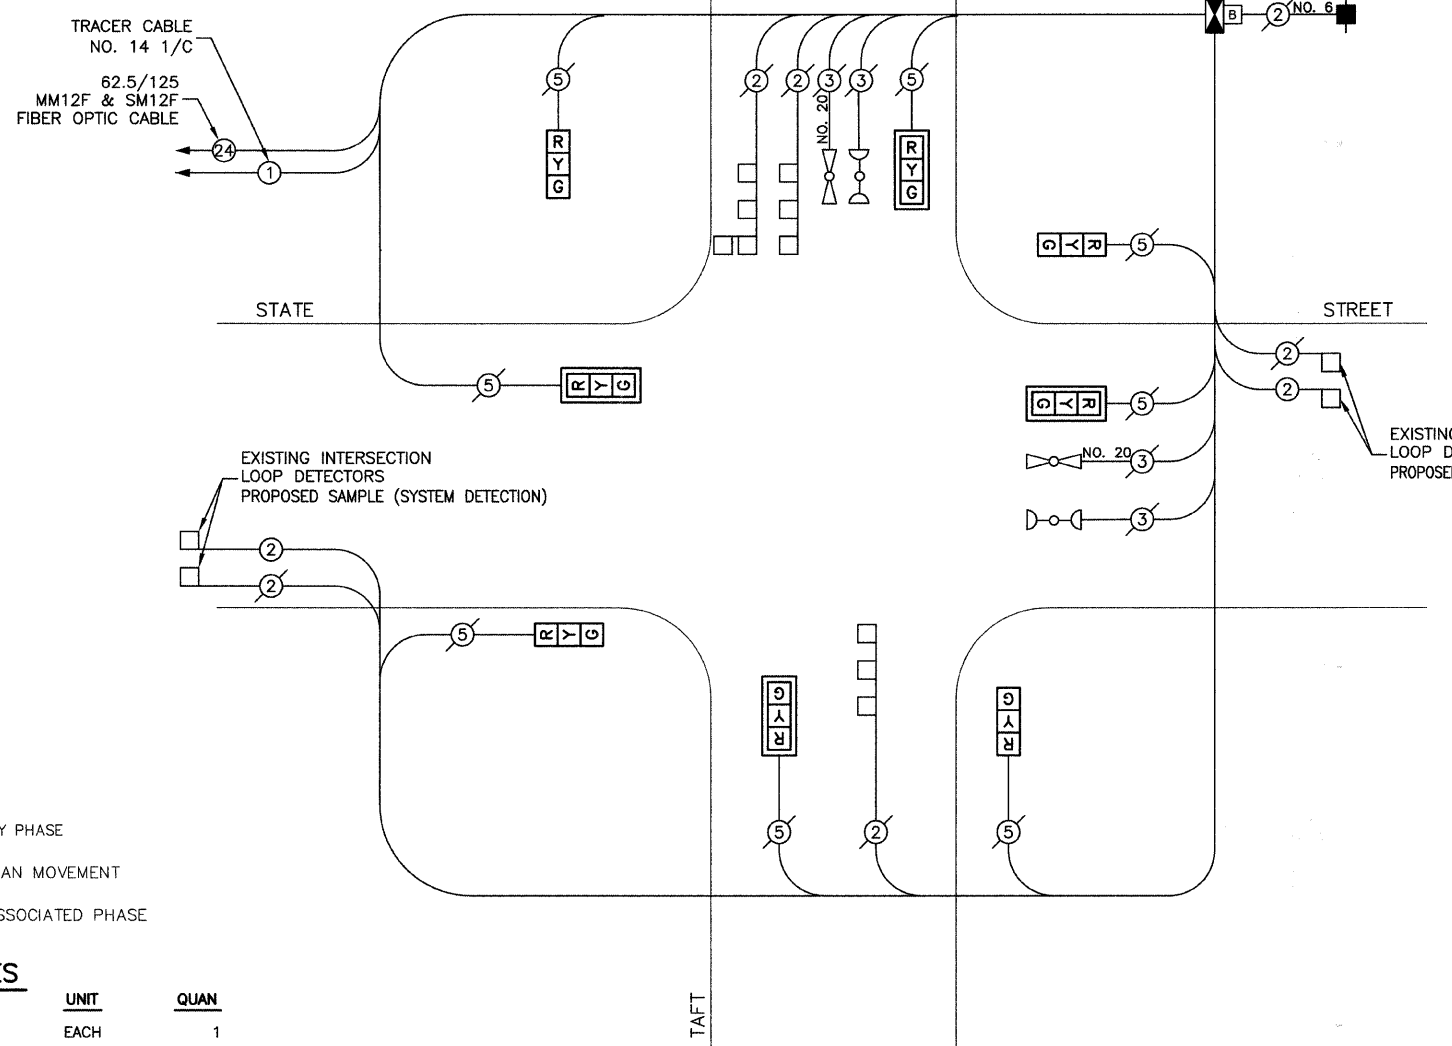 TRACER CABLE
NO. 14 1/C
62.5/125
MM12F & SM12F
FIBER OPTIC CABLE
24
1
5
2
2
3
3
5
NO. 20
B
2
NO. 6
R
Y
G
R
Y
G
R Y G
5
STATE
STREET
5
R Y G
R Y G
5
2
2
NO. 20
3
3
EXISTING
LOOP D
PROPOSE
EXISTING INTERSECTION
LOOP DETECTORS
PROPOSED SAMPLE (SYSTEM DETECTION)
2
2
5
R Y G
R
Y
G
R
Y
G
5
2
5
Y PHASE
AN MOVEMENT
SSOCIATED PHASE
ES
UNIT QUAN
EACH 1
TAFT